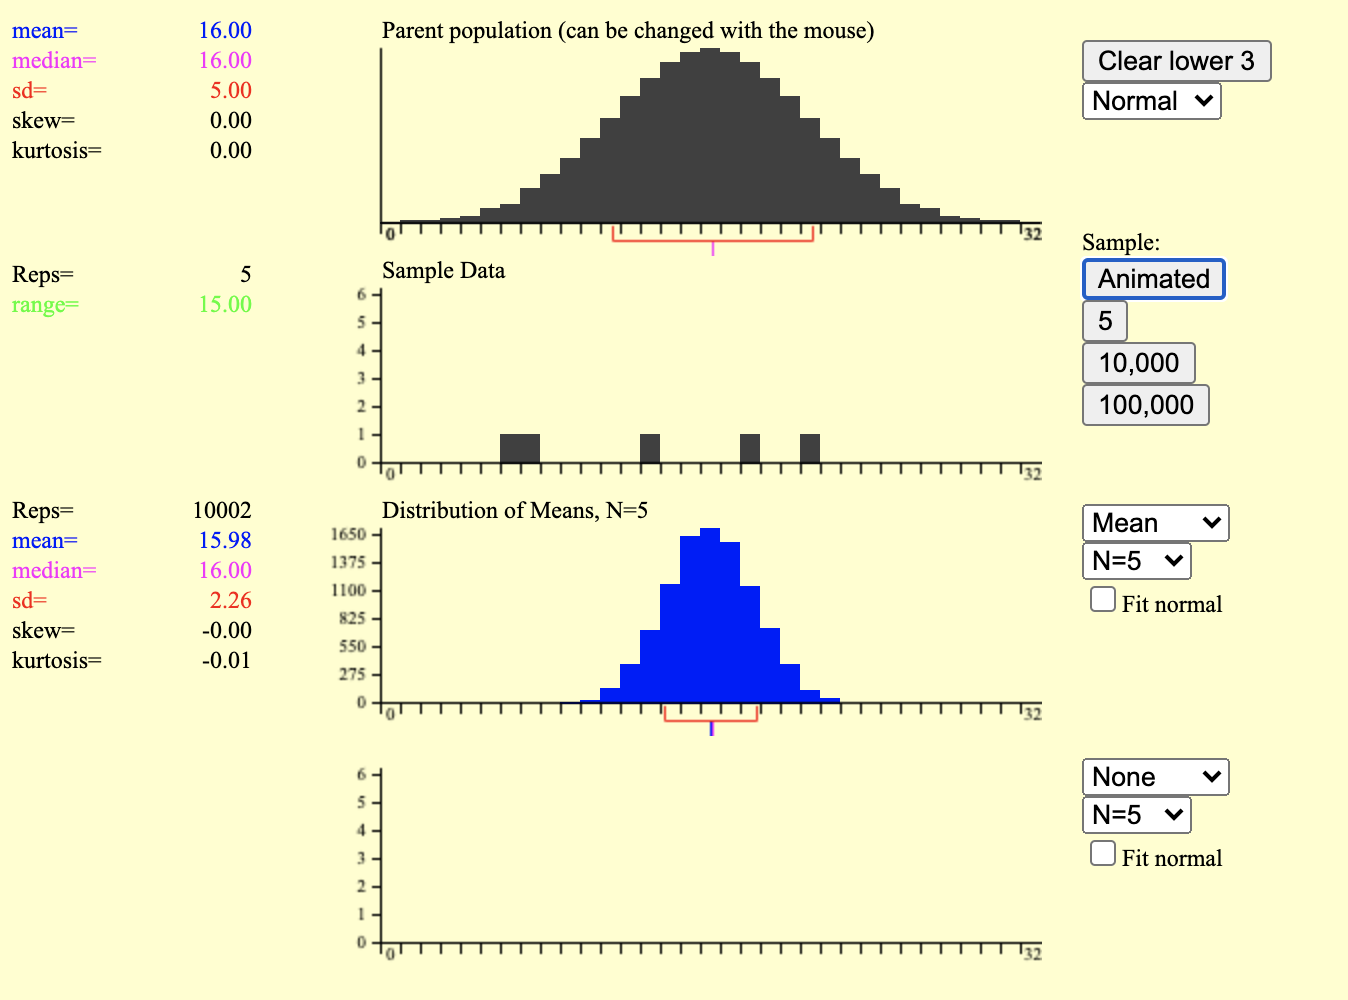 mean= 16.00
median= 16.00
sd= 5.00
skew= 0.00
kurtosis= 0.00
Parent population (can be changed with the mouse)
0 32
Clear lower 3
Normal
Reps= 5
range= 15.00
Sample Data
6
5
4
3
2
1
0
0 32
Sample:
Animated
5
10,000
100,000
Reps= 10002
mean= 15.98
median= 16.00
sd= 2.26
skew= -0.00
kurtosis= -0.01
Distribution of Means, N=5
1650
1375
1100
825
550
275
0
0 32
Mean
N=5
Fit normal
6
5
4
3
2
1
0
0 32
None
N=5
Fit normal